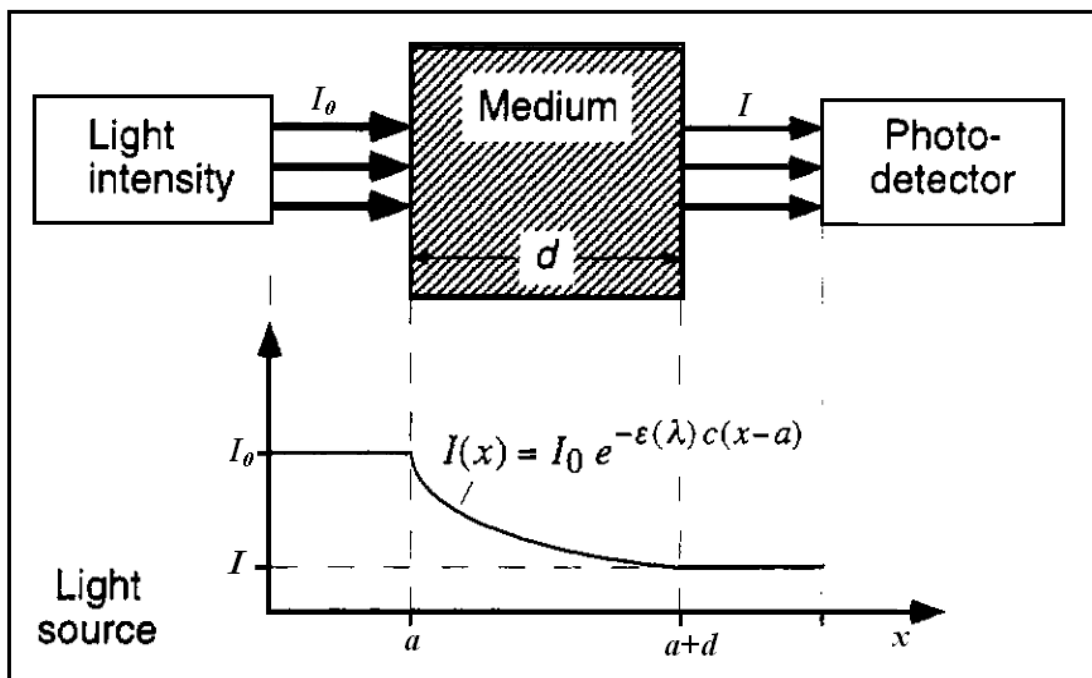 Light
intensity
I₀
Medium
d
I
Photo-
detector
I₀
I(x) = I₀ e^{-ε(λ) c(x-a)}
I
Light
source
a
a+d
x